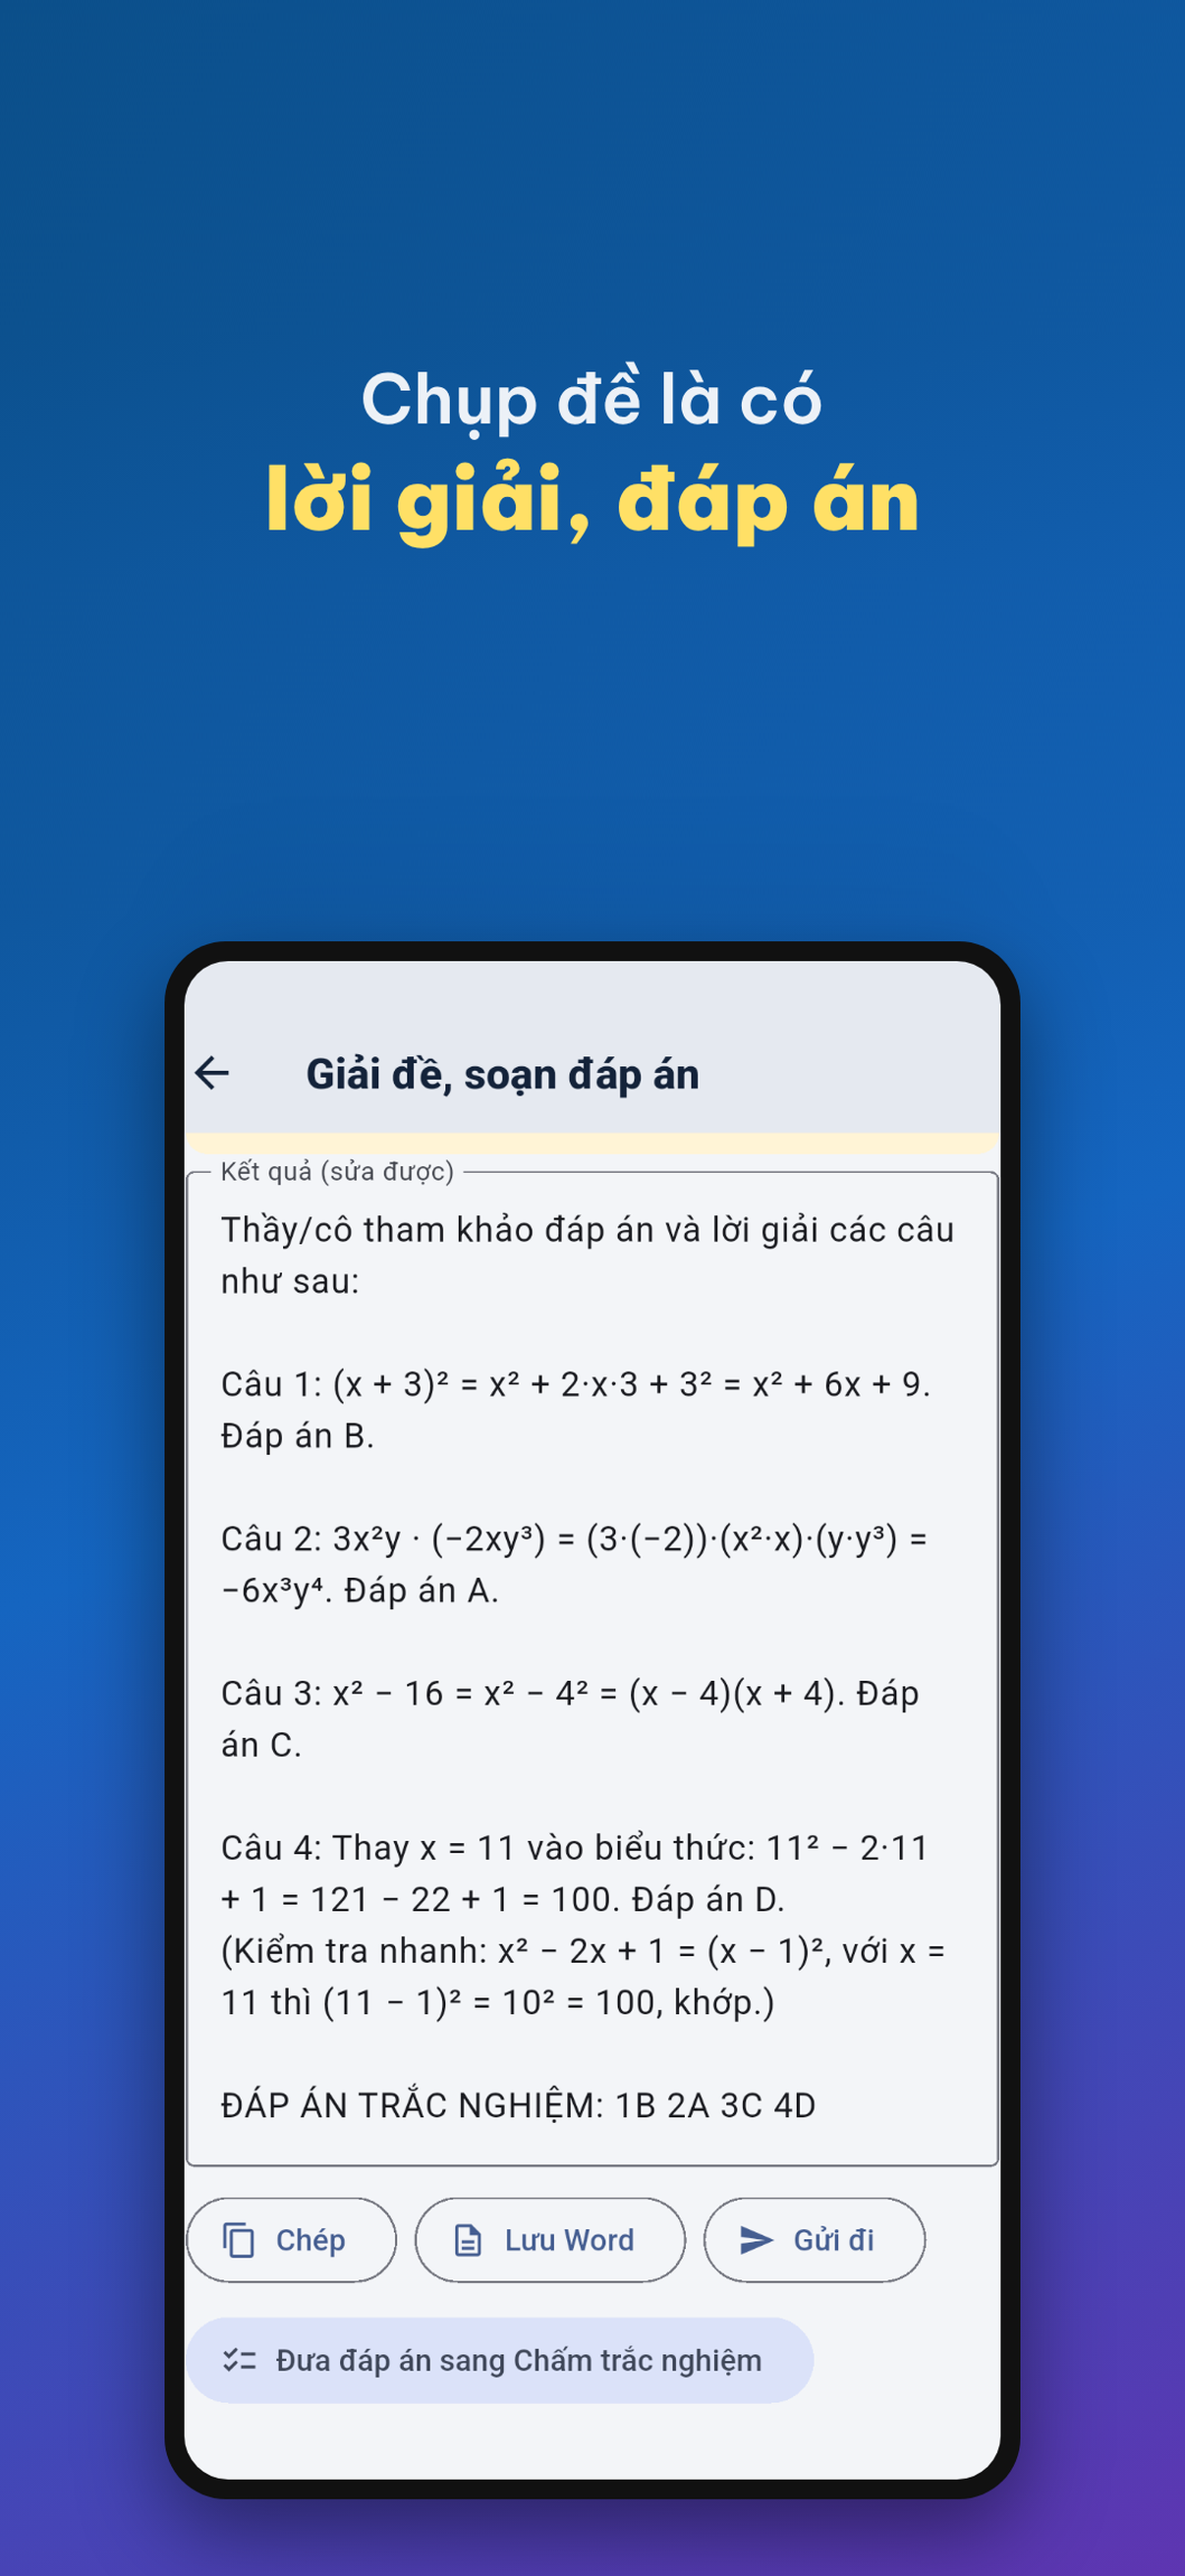 Chụp đề là có
lời giải, đáp án
Giải đề, soạn đáp án
Kết quả (sửa được)
Thầy/cô tham khảo đáp án và lời giải các câu
như sau:
Câu 1: (x + 3)² = x² + 2·x·3 + 3² = x² + 6x + 9.
Đáp án B.
Câu 2: 3x²y · (−2xy³) = (3·(−2))·(x²·x)·(y·y³) =
−6x³y⁴. Đáp án A.
Câu 3: x² − 16 = x² − 4² = (x − 4)(x + 4). Đáp
án C.
Câu 4: Thay x = 11 vào biểu thức: 11² − 2·11
+ 1 = 121 − 22 + 1 = 100. Đáp án D.
(Kiểm tra nhanh: x² − 2x + 1 = (x − 1)², với x =
11 thì (11 − 1)² = 10² = 100, khớp.)
ĐÁP ÁN TRẮC NGHIỆM: 1B 2A 3C 4D
Chép
Lưu Word
Gửi đi
Đưa đáp án sang Chấm trắc nghiệm